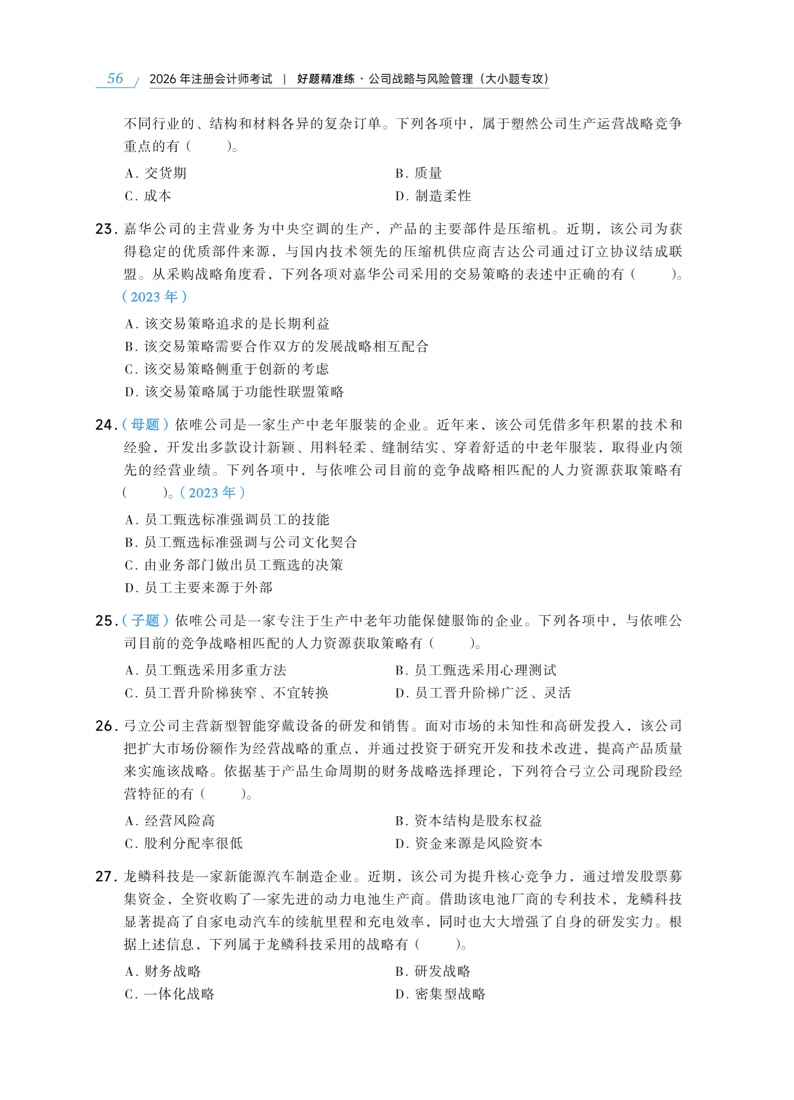 56 2026 年注册会计师考试 | 好题精准练·公司战略与风险管理（大小题专攻）
不同行业的、结构和材料各异的复杂订单。下列各项中，属于塑然公司生产运营战略竞争
重点的有（　　）。
A. 交货期　B. 质量
C. 成本　D. 制造柔性
23. 嘉华公司的主营业务为中央空调的生产，产品的主要部件是压缩机。近期，该公司为获
得稳定的优质部件来源，与国内技术领先的压缩机供应商吉达公司通过订立协议结成联
盟。从采购战略角度看，下列各项对嘉华公司采用的交易策略的表述中正确的有（　　）。
（2023 年）
A. 该交易策略追求的是长期利益
B. 该交易策略需要合作双方的发展战略相互配合
C. 该交易策略侧重于创新的考虑
D. 该交易策略属于功能性联盟策略
24.（母题）依唯公司是一家生产中老年服装的企业。近年来，该公司凭借多年积累的技术和
经验，开发出多款设计新颖、用料轻柔、缝制结实、穿着舒适的中老年服装，取得业内领
先的经营业绩。下列各项中，与依唯公司目前的竞争战略相匹配的人力资源获取策略有
（　　）。（2023 年）
A. 员工甄选标准强调员工的技能
B. 员工甄选标准强调与公司文化契合
C. 由业务部门做出员工甄选的决策
D. 员工主要来源于外部
25.（子题）依唯公司是一家专注于生产中老年功能保健服饰的企业。下列各项中，与依唯公
司目前的竞争战略相匹配的人力资源获取策略有（　　）。
A. 员工甄选采用多重方法　B. 员工甄选采用心理测试
C. 员工晋升阶梯狭窄、不宜转换　D. 员工晋升阶梯广泛、灵活
26. 弓立公司主营新型智能穿戴设备的研发和销售。面对市场的未知性和高研发投入，该公司
把扩大市场份额作为经营战略的重点，并通过投资于研究开发和技术改进，提高产品质量
来实施该战略。依据基于产品生命周期的财务战略选择理论，下列符合弓立公司现阶段经
营特征的有（　　）。
A. 经营风险高　B. 资本结构是股东权益
C. 股利分配率很低　D. 资金来源是风险资本
27. 龙鳞科技是一家新能源汽车制造企业。近期，该公司为提升核心竞争力，通过增发股票募
集资金，全资收购了一家先进的动力电池生产商。借助该电池厂商的专利技术，龙鳞科技
显著提高了自家电动汽车的续航里程和充电效率，同时也大大增强了自身的研发实力。根
据上述信息，下列属于龙鳞科技采用的战略有（　　）。
A. 财务战略　B. 研发战略
C. 一体化战略　D. 密集型战略